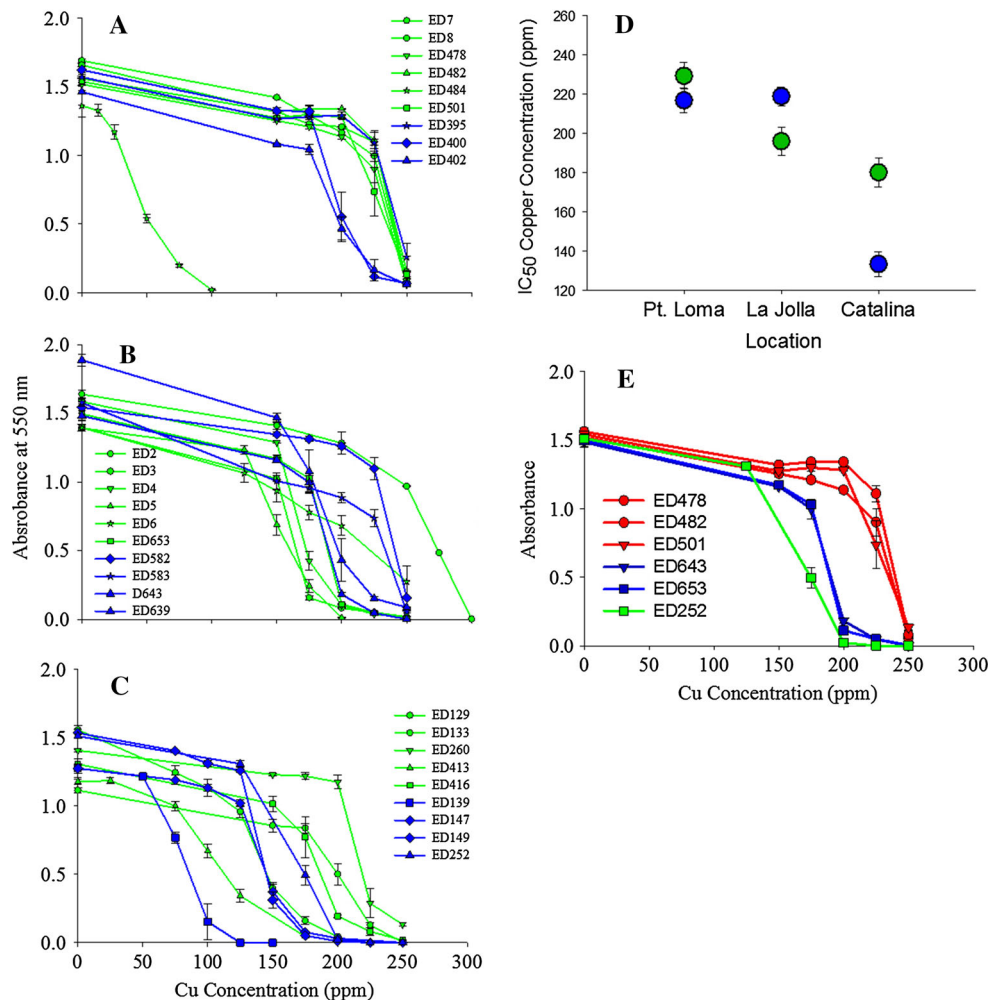 A
2.0
1.5
1.0
0.5
0.0
ED7
ED8
ED478
ED482
ED484
ED501
ED395
ED400
ED402
B
2.0
1.5
1.0
0.5
0.0
Abosrbance at 550 nm
ED2
ED3
ED4
ED5
ED6
ED653
ED582
ED583
D643
ED639
C
2.0
1.5
1.0
0.5
0.0
ED129
ED133
ED260
ED413
ED416
ED139
ED147
ED149
ED252
0 50 100 150 200 250 300
Cu Concentration (ppm)
D
260
240
220
200
180
160
140
120
IC50 Copper Concentration (ppm)
Pt. Loma La Jolla Catalina
Location
E
2.0
1.5
1.0
0.5
0.0
Absorbance
ED478
ED482
ED501
ED643
ED653
ED252
0 50 100 150 200 250 300
Cu Concentration (ppm)